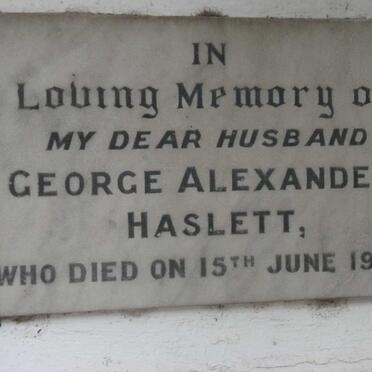 IN
Loving Memory o
MY DEAR HUSBAND
GEORGE ALEXANDE
HASLETT,
WHO DIED ON 15TH JUNE 19